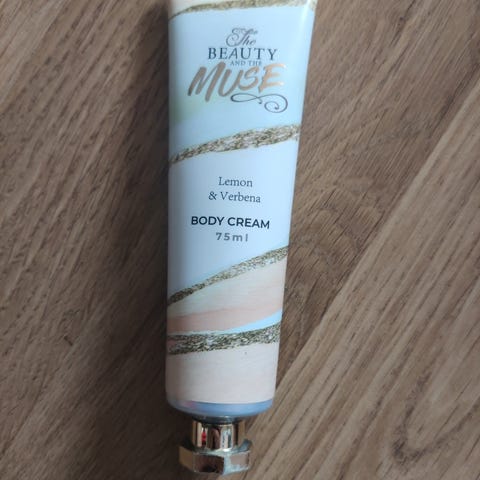 The
BEAUTY
AND THE
MUSE
Lemon
& Verbena
BODY CREAM
75ml